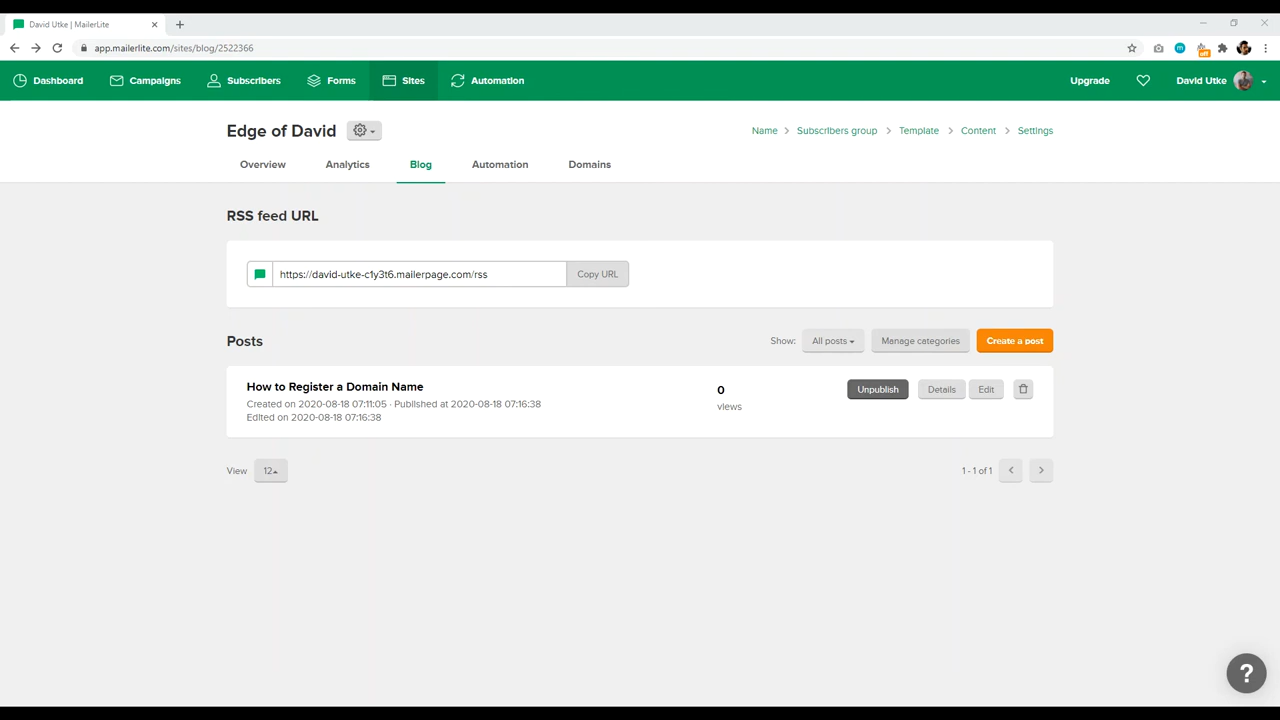 David Utke | MailerLite
app.mailerlite.com/sites/blog/2522366
off
Dashboard Campaigns Subscribers Forms Sites Automation Upgrade David Utke
Edge of David
Name > Subscribers group > Template > Content > Settings
Overview Analytics Blog Automation Domains
RSS feed URL
https://david-utke-c1y3t6.mailerpage.com/rss Copy URL
Posts Show: All posts Manage categories Create a post
How to Register a Domain Name 0 Unpublish Details Edit
Created on 2020-08-18 07:11:05 · Published at 2020-08-18 07:16:38 views
Edited on 2020-08-18 07:16:38
View 12 1 - 1 of 1
?